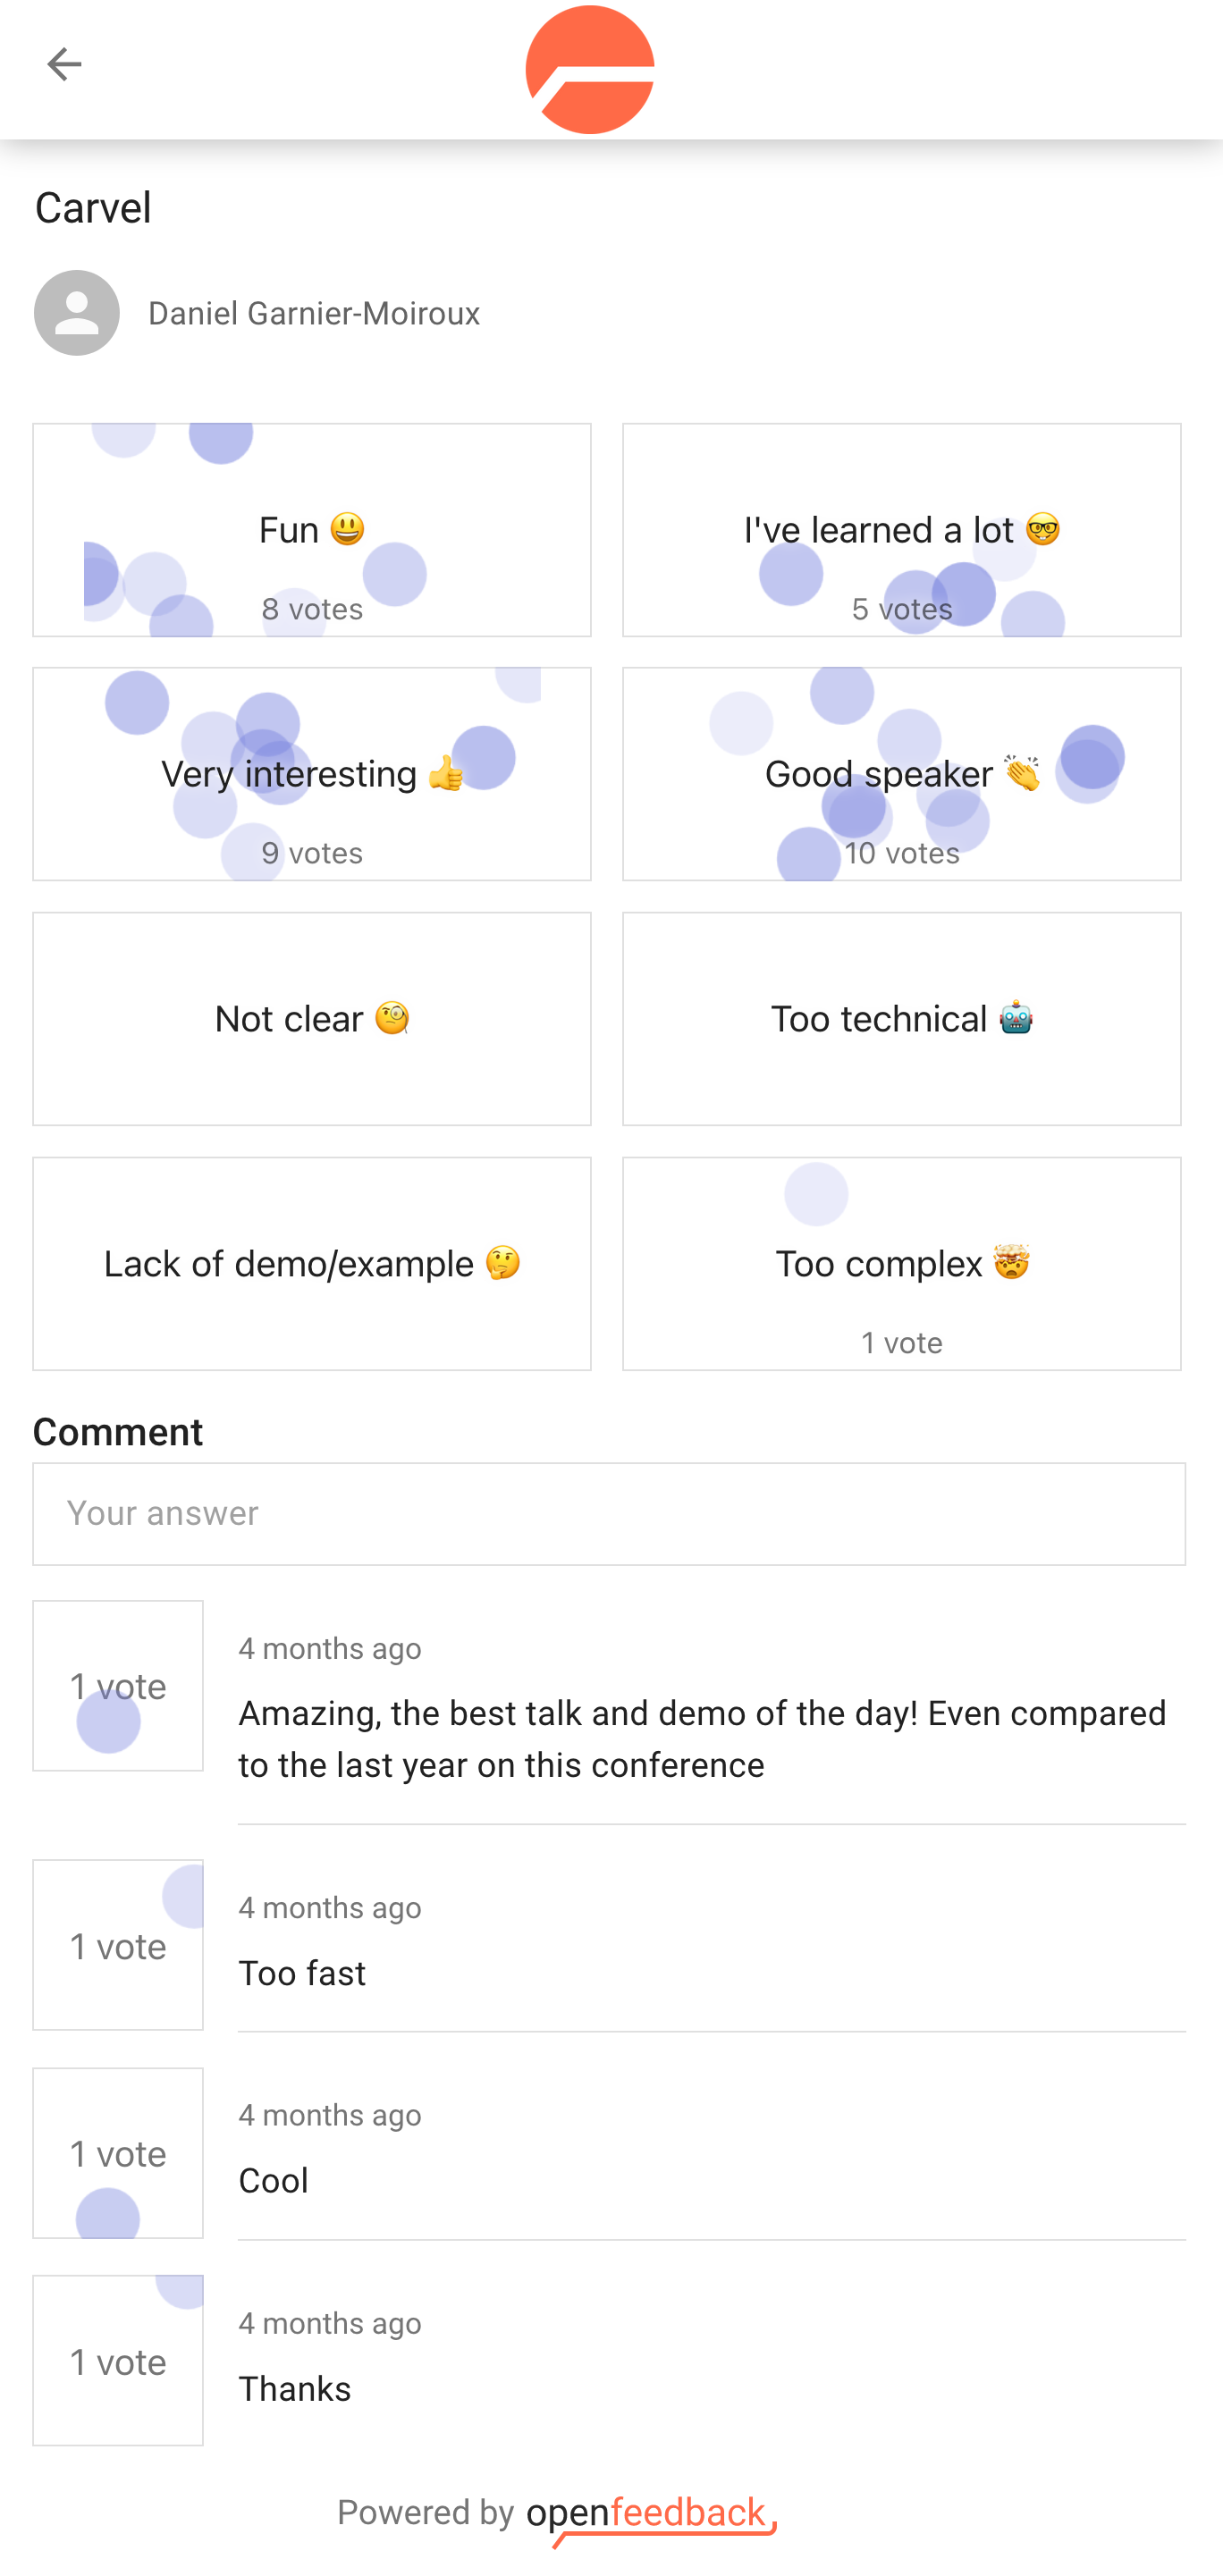 Carvel
Daniel Garnier-Moiroux
Fun 😃
8 votes
I've learned a lot 🤓
5 votes
Very interesting 👍
9 votes
Good speaker 👏
10 votes
Not clear 🧐
Too technical 🤖
Lack of demo/example 🤔
Too complex 🤯
1 vote
Comment
Your answer
1 vote
4 months ago
Amazing, the best talk and demo of the day! Even compared
to the last year on this conference
1 vote
4 months ago
Too fast
1 vote
4 months ago
Cool
1 vote
4 months ago
Thanks
Powered by openfeedback